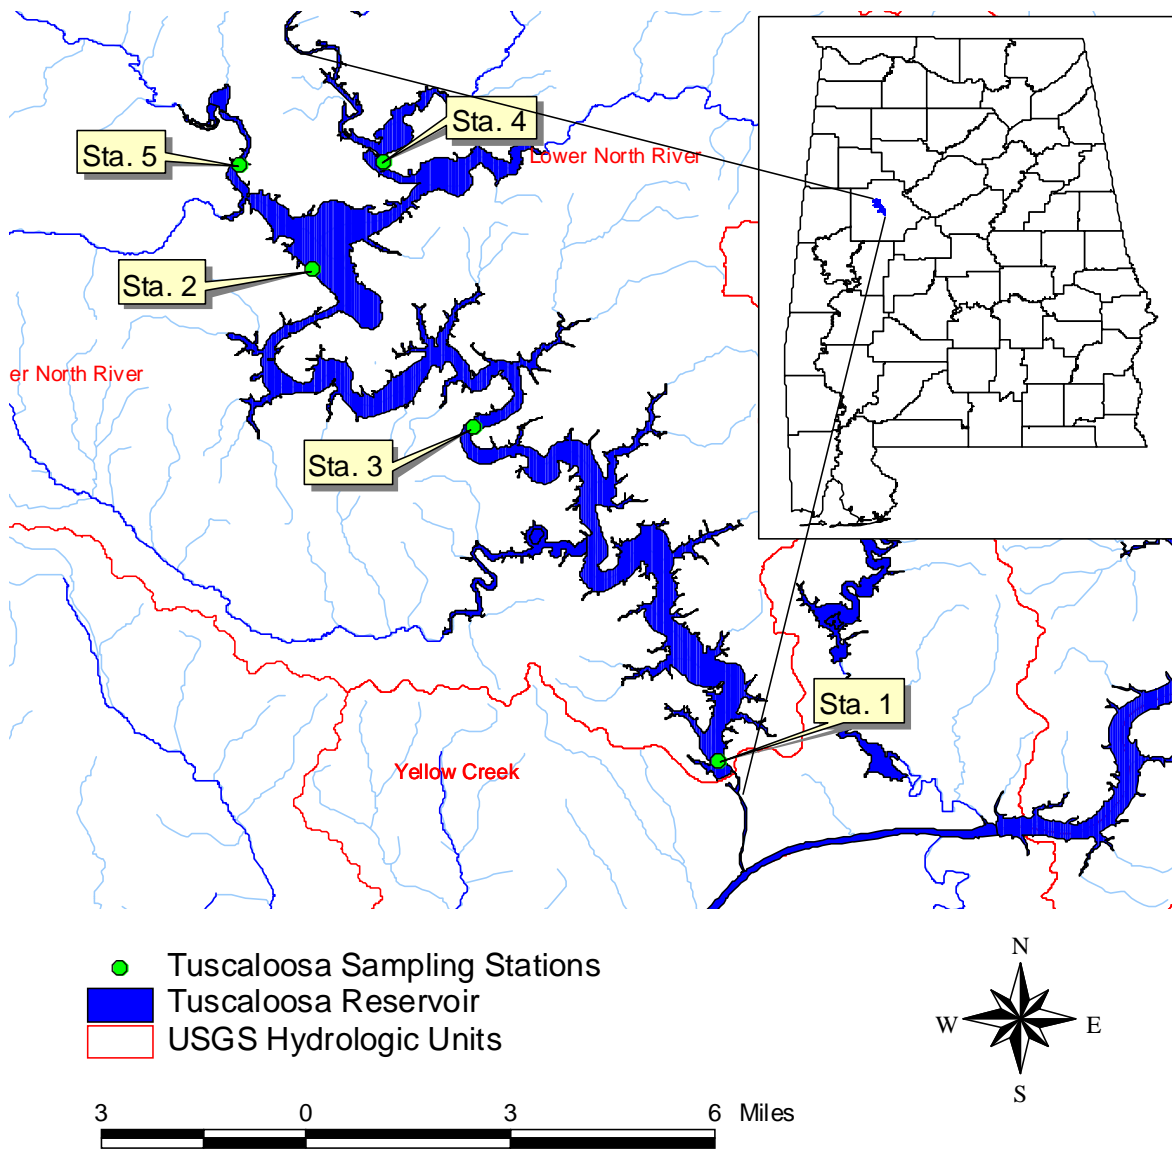 Sta. 4
Sta. 5
Lower North River
Sta. 2
er North River
Sta. 3
Sta. 1
Yellow Creek
Tuscaloosa Sampling Stations
Tuscaloosa Reservoir
USGS Hydrologic Units
N
W
E
S
3 0 3 6 Miles